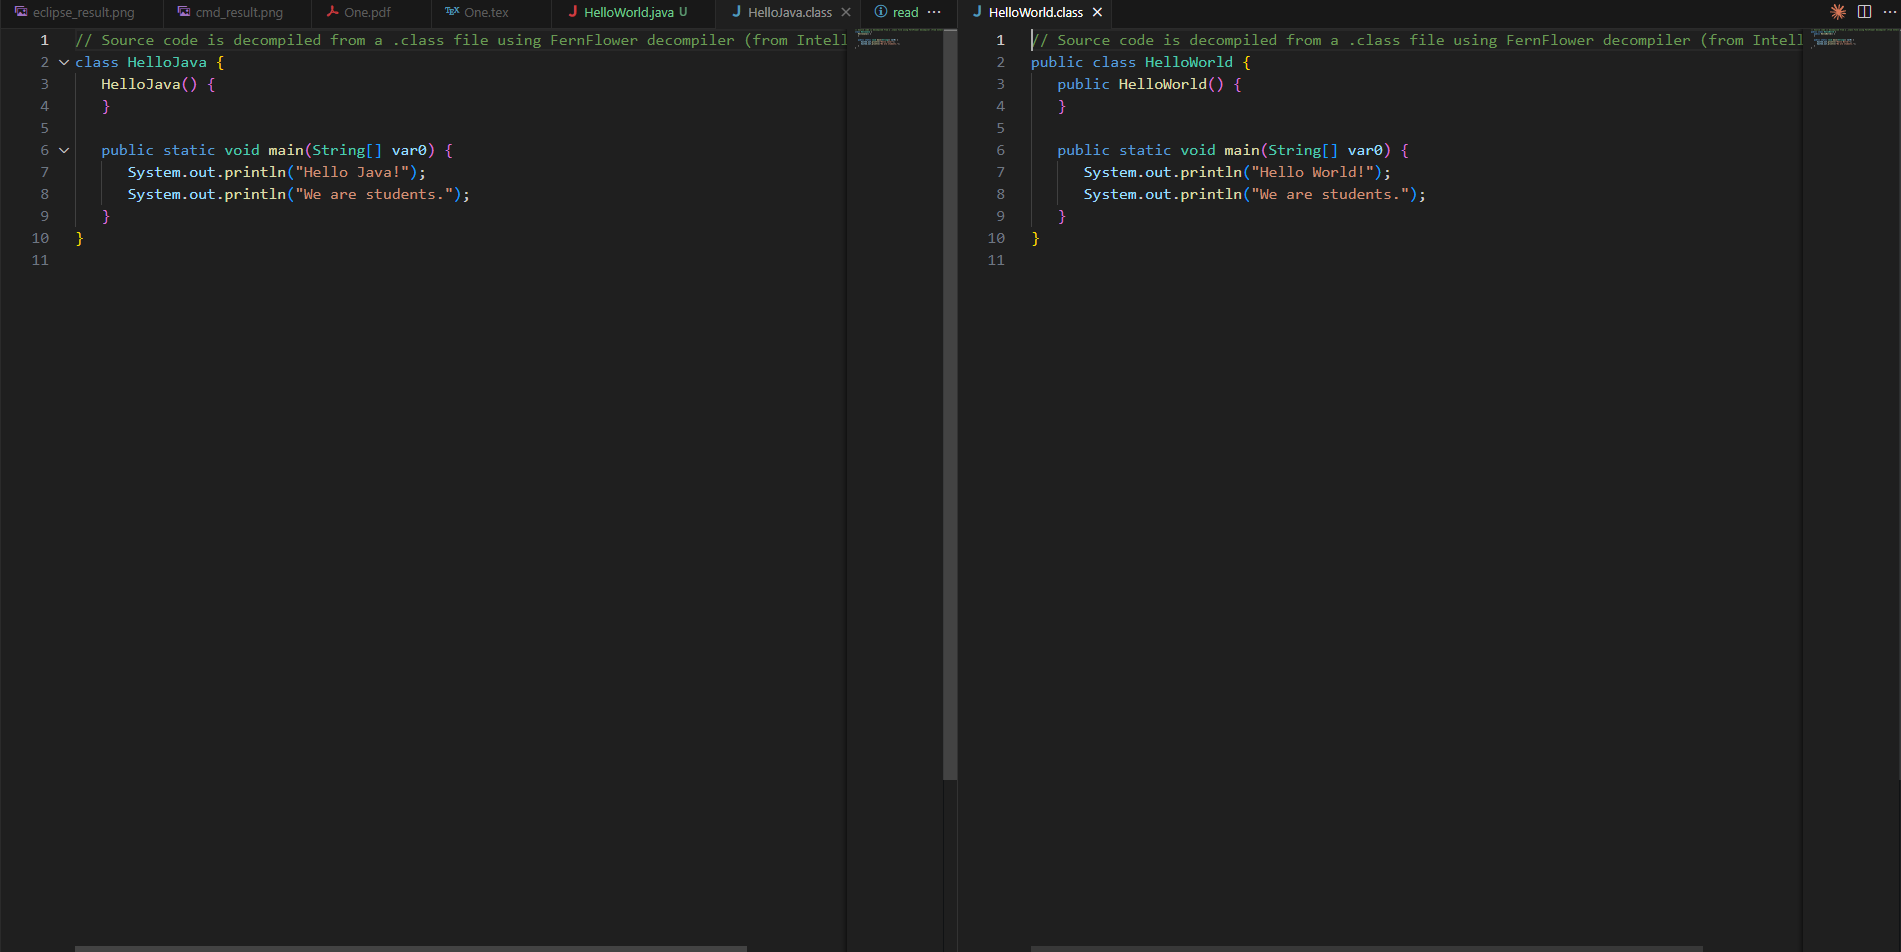 eclipse_result.png
cmd_result.png
One.pdf
TEX One.tex
J HelloWorld.java U
J HelloJava.class
read
1 // Source code is decompiled from a .class file using FernFlower decompiler (from Intell
2 class HelloJava {
3 HelloJava() {
4 }
5
6 public static void main(String[] var0) {
7 System.out.println("Hello Java!");
8 System.out.println("We are students.");
9 }
10 }
11
J HelloWorld.class
1 // Source code is decompiled from a .class file using FernFlower decompiler (from Intell
2 public class HelloWorld {
3 public HelloWorld() {
4 }
5
6 public static void main(String[] var0) {
7 System.out.println("Hello World!");
8 System.out.println("We are students.");
9 }
10 }
11